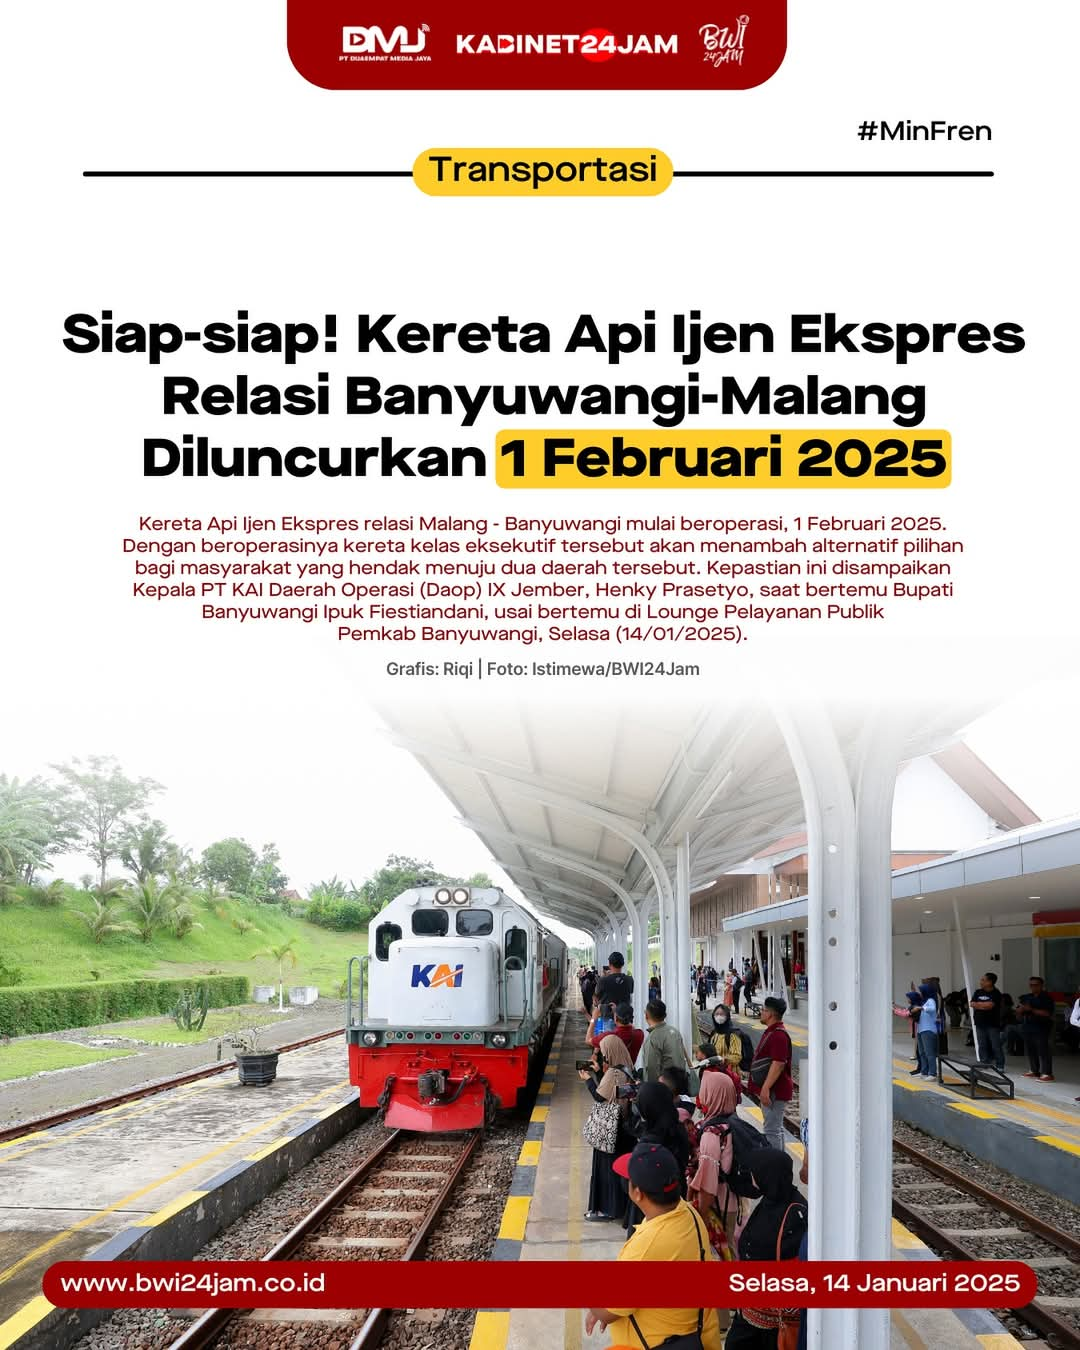 DMJ
PT DUAEMPAT MEDIA JAYA
KABINET24JAM
BWI
24JAM
#MinFren
Transportasi
Siap-siap! Kereta Api Ijen Ekspres
Relasi Banyuwangi-Malang
Diluncurkan 1 Februari 2025
Kereta Api Ijen Ekspres relasi Malang - Banyuwangi mulai beroperasi, 1 Februari 2025.
Dengan beroperasinya kereta kelas eksekutif tersebut akan menambah alternatif pilihan
bagi masyarakat yang hendak menuju dua daerah tersebut. Kepastian ini disampaikan
Kepala PT KAI Daerah Operasi (Daop) IX Jember, Henky Prasetyo, saat bertemu Bupati
Banyuwangi Ipuk Fiestiandani, usai bertemu di Lounge Pelayanan Publik
Pemkab Banyuwangi, Selasa (14/01/2025).
Grafis: Riqi | Foto: Istimewa/BWI24Jam
KAI
www.bwi24jam.co.id
Selasa, 14 Januari 2025